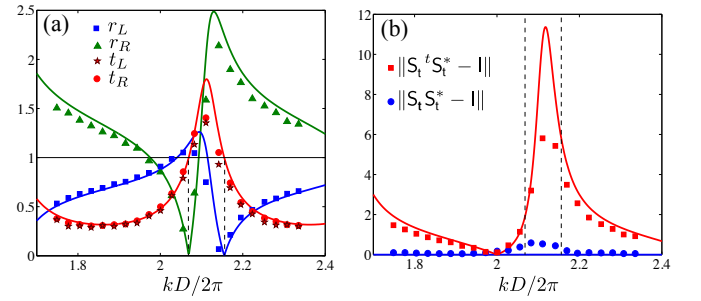 (a)
2.5
2
1.5
1
0.5
0
r_L
r_R
t_L
t_R
1.8 2 2.2 2.4
kD/2π
(b)
12
10
8
6
4
2
0
||S_t ^tS_t^* − I||
||S_t S_t^* − I||
1.8 2 2.2 2.4
kD/2π